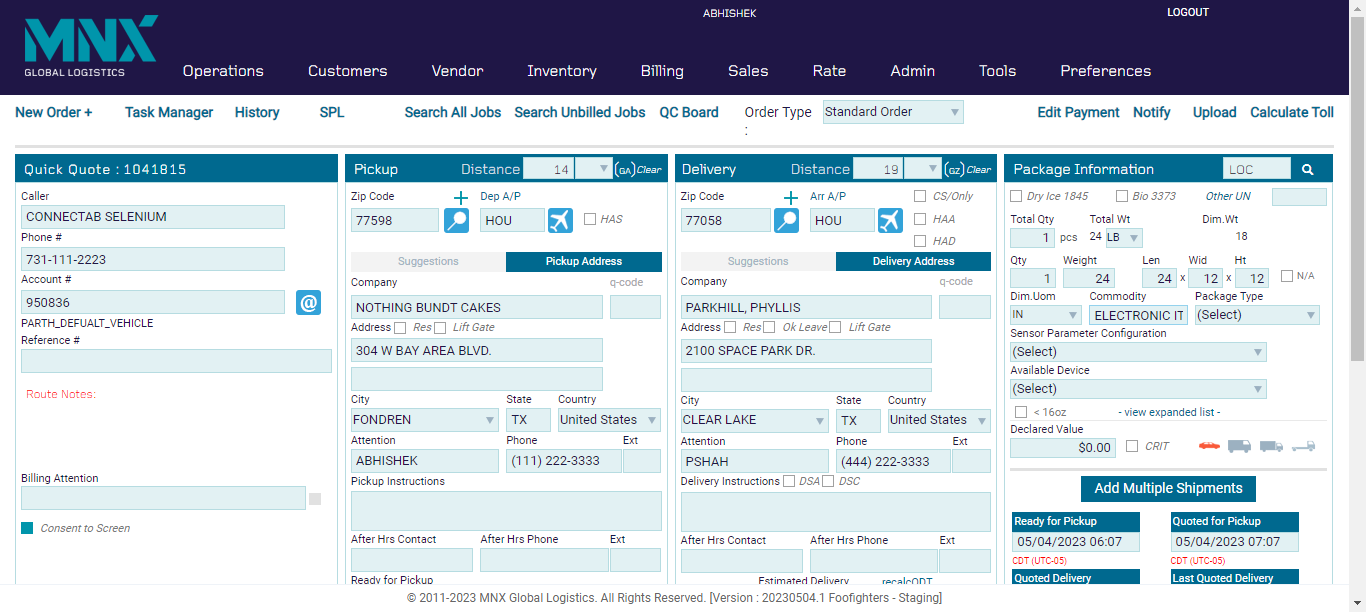 ABHISHEK
LOGOUT
MNX
GLOBAL LOGISTICS
Operations Customers Vendor Inventory Billing Sales Rate Admin Tools Preferences
New Order + Task Manager History SPL Search All Jobs Search Unbilled Jobs QC Board Order Type : Standard Order Edit Payment Notify Upload Calculate Toll
Quick Quote : 1041815
Caller
CONNECTAB SELENIUM
Phone #
731-111-2223
Account #
950836
@
PARTH_DEFUALT_VEHICLE
Reference #
Route Notes:
Billing Attention
Consent to Screen
Pickup Distance 14 (GA) Clear
Zip Code + Dep A/P
77598 HOU HAS
Suggestions Pickup Address
Company q-code
NOTHING BUNDT CAKES
Address Res Lift Gate
304 W BAY AREA BLVD.
City State Country
FONDREN TX United States
Attention Phone Ext
ABHISHEK (111) 222-3333
Pickup Instructions
After Hrs Contact After Hrs Phone Ext
Ready for Pickup
Delivery Distance 19 (GZ) Clear
Zip Code + Arr A/P CS/Only
77058 HOU HAA
HAD
Suggestions Delivery Address
Company q-code
PARKHILL, PHYLLIS
Address Res Ok Leave Lift Gate
2100 SPACE PARK DR.
City State Country
CLEAR LAKE TX United States
Attention Phone Ext
PSHAH (444) 222-3333
Delivery Instructions DSA DSC
After Hrs Contact After Hrs Phone Ext
Estimated Delivery recalcODT
Package Information LOC
Dry Ice 1845 Bio 3373 Other UN
Total Qty Total Wt Dim.Wt
1 pcs 24 LB 18
Qty Weight Len Wid Ht
1 24 24 x 12 x 12 N/A
Dim.Uom Commodity Package Type
IN ELECTRONIC IT (Select)
Sensor Parameter Configuration
(Select)
Available Device
(Select)
< 16oz - view expanded list -
Declared Value
$0.00 CRIT
Add Multiple Shipments
Ready for Pickup Quoted for Pickup
05/04/2023 06:07 05/04/2023 07:07
CDT (UTC-05) CDT (UTC-05)
Quoted Delivery Last Quoted Delivery
© 2011-2023 MNX Global Logistics. All Rights Reserved. [Version : 20230504.1 Foofighters - Staging]